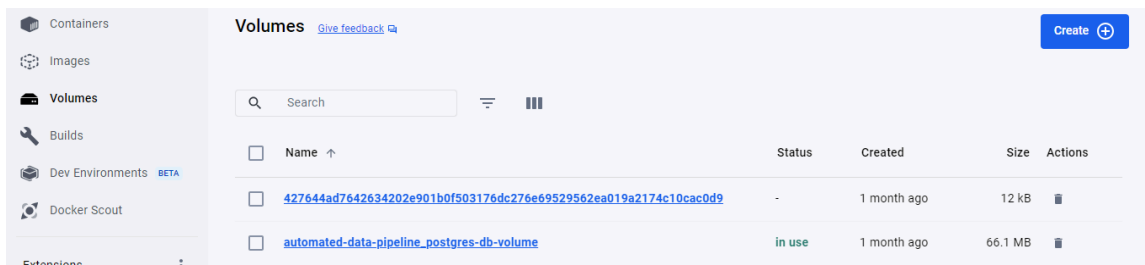 Containers
Images
Volumes
Builds
Dev Environments BETA
Docker Scout
Extensions
Volumes Give feedback
Create
Search
Name Status Created Size Actions
427644ad7642634202e901b0f503176dc276e69529562ea019a2174c10cac0d9 - 1 month ago 12 kB
automated-data-pipeline_postgres-db-volume in use 1 month ago 66.1 MB